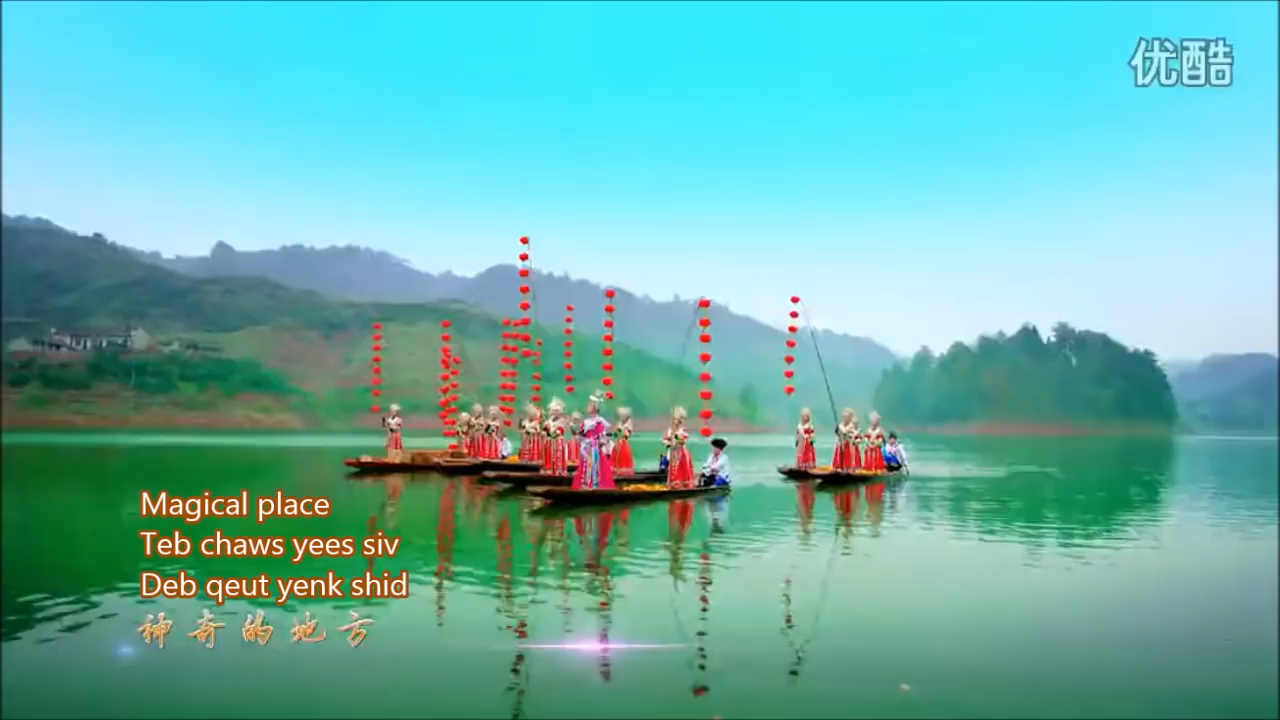 优酷
Magical place
Teb chaws yees siv
Deb qeut yenk shid
神奇的地方